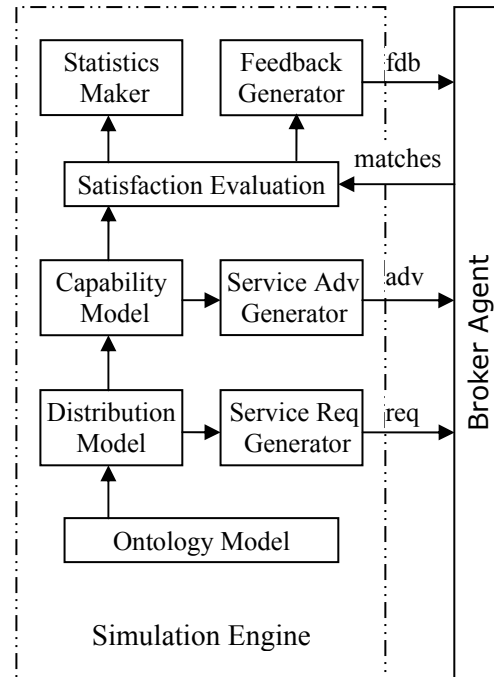 Statistics
Maker
Feedback
Generator
fdb
matches
Satisfaction Evaluation
Capability
Model
Service Adv
Generator
adv
Distribution
Model
Service Req
Generator
req
Ontology Model
Simulation Engine
Broker Agent